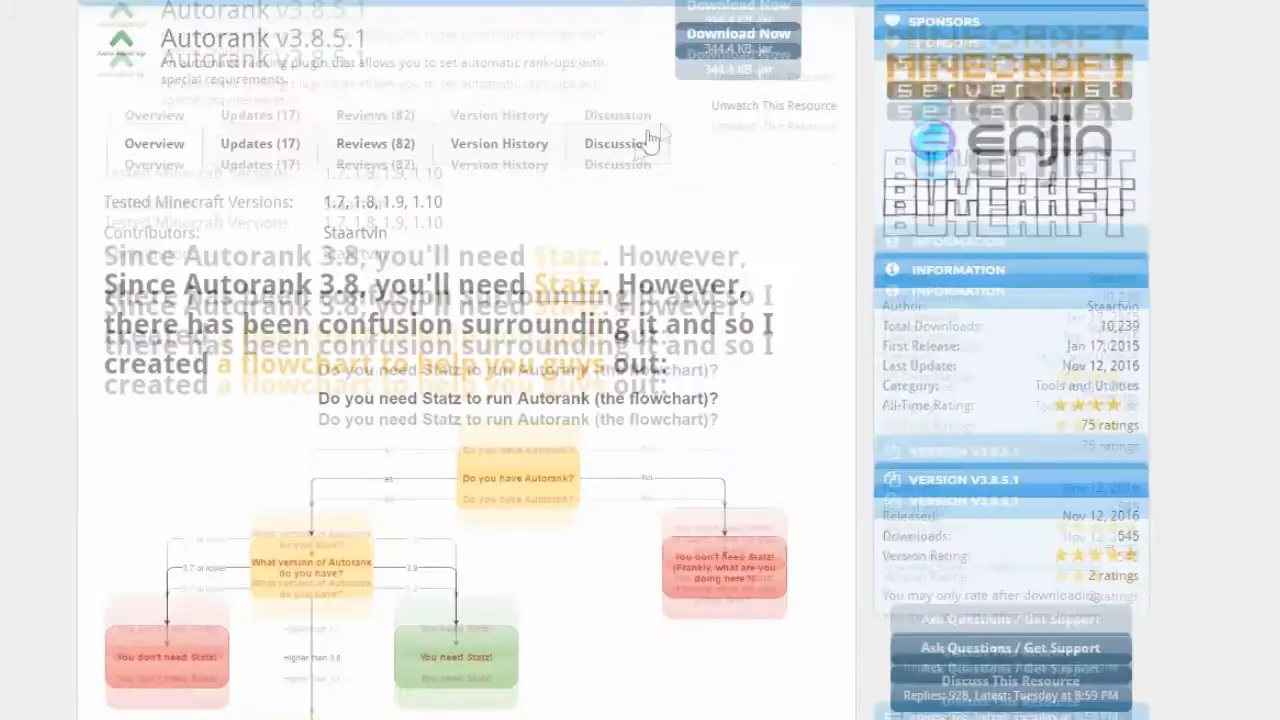 Autorank v3.8.5.1
Download Now
344.4 KB .jar
An automatic ranking plugin that allows you to set automatic rank-ups with
special requirements.
Unwatch This Resource
Overview
Updates (17)
Reviews (82)
Version History
Discussion
Tested Minecraft Versions: 1.7, 1.8, 1.9, 1.10
Contributors: Staartvin
Since Autorank 3.8, you'll need Statz. However,
there has been confusion surrounding it and so I
created a flowchart to help you guys out:
Do you need Statz to run Autorank (the flowchart)?
Do you have Autorank?
No
What version of Autorank
do you have?
3.7 or lower
3.8
You don't need Statz!
(Frankly, what are you
doing here?!)
You don't need Statz!
Higher than 3.8
You need Statz!
SPONSORS
MINECRAFT
server list
enjin
BUYCRAFT
INFORMATION
Author: Staartvin
Total Downloads: 10,239
First Release: Jan 17, 2015
Last Update: Nov 12, 2016
Category: Tools and Utilities
All-Time Rating:
75 ratings
VERSION V3.8.5.1
Released: Nov 12, 2016
Downloads: 545
Version Rating:
2 ratings
You may only rate after downloading.
Ask Questions / Get Support
Discuss This Resource
Replies: 928, Latest: Tuesday at 8:59 PM